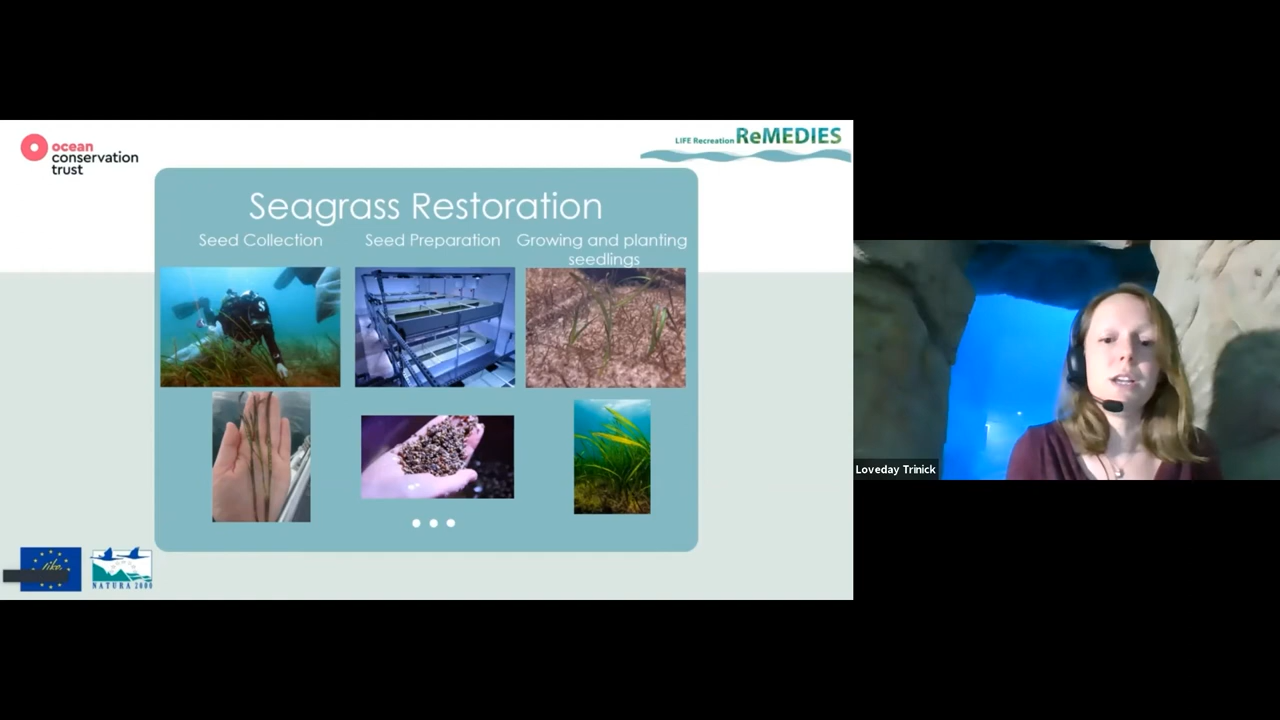 ocean
conservation
trust
LIFE Recreation ReMEDIES
Seagrass Restoration
Seed Collection
Seed Preparation
Growing and planting
seedlings
S
life
NATURA 2000
Loveday Trinick